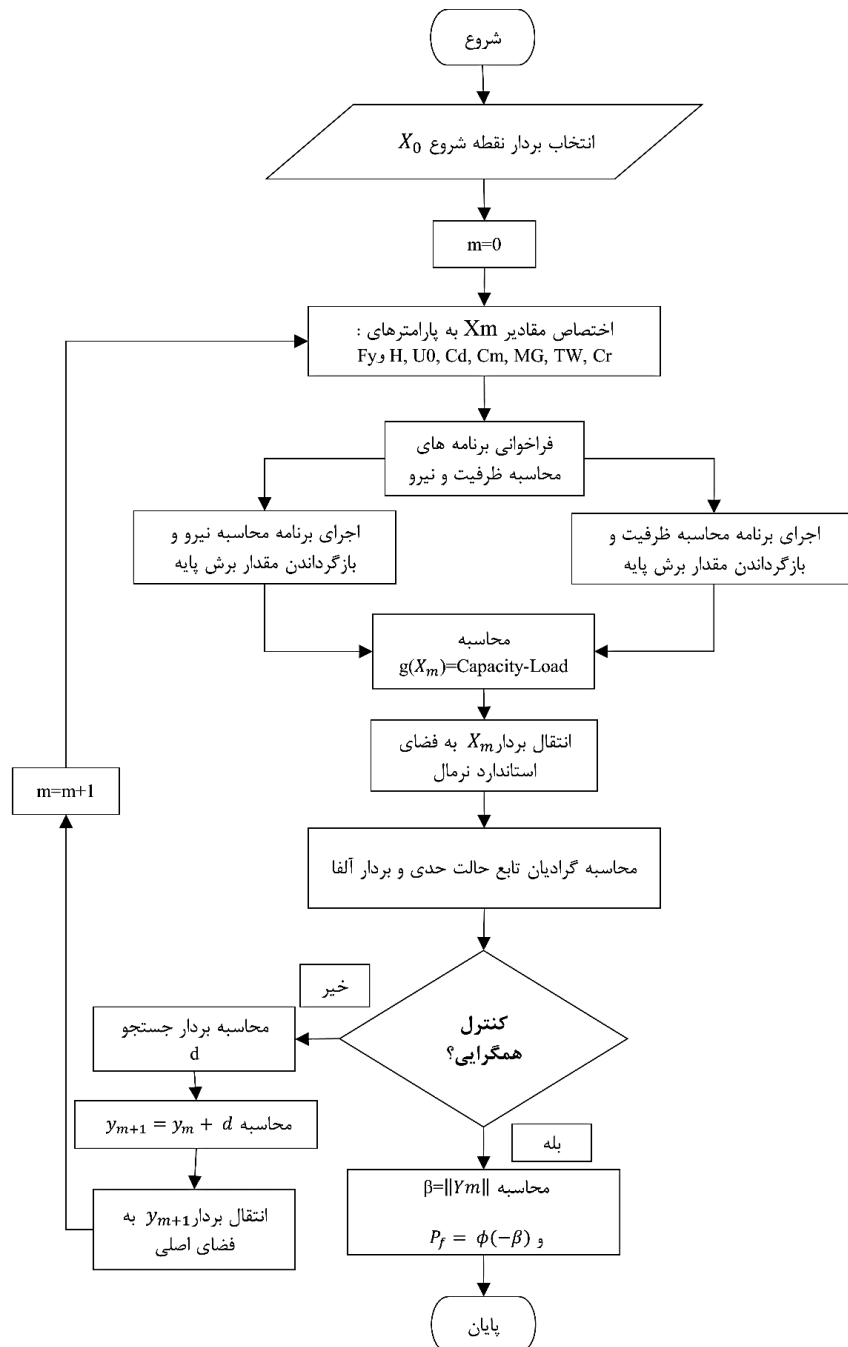 شروع
انتخاب بردار نقطه شروع X₀
m=0
اختصاص مقادیر Xm به پارامترهای :
H, U0, Cd, Cm, MG, TW, Cr و Fy
فراخوانی برنامه های
محاسبه ظرفیت و نیرو
اجرای برنامه محاسبه ظرفیت و
بازگرداندن مقدار برش پایه
اجرای برنامه محاسبه نیرو و
بازگرداندن مقدار برش پایه
محاسبه
g(Xₘ)=Capacity-Load
انتقال بردار Xₘ به فضای
استاندارد نرمال
محاسبه گرادیان تابع حالت حدی و بردار آلفا
کنترل
همگرایی؟
خیر
محاسبه بردار جستجو
d
محاسبه yₘ₊₁ = yₘ + d
انتقال بردار yₘ₊₁ به
فضای اصلی
m=m+1
بله
محاسبه β=‖Ym‖
و P_f = ϕ(−β)
پایان